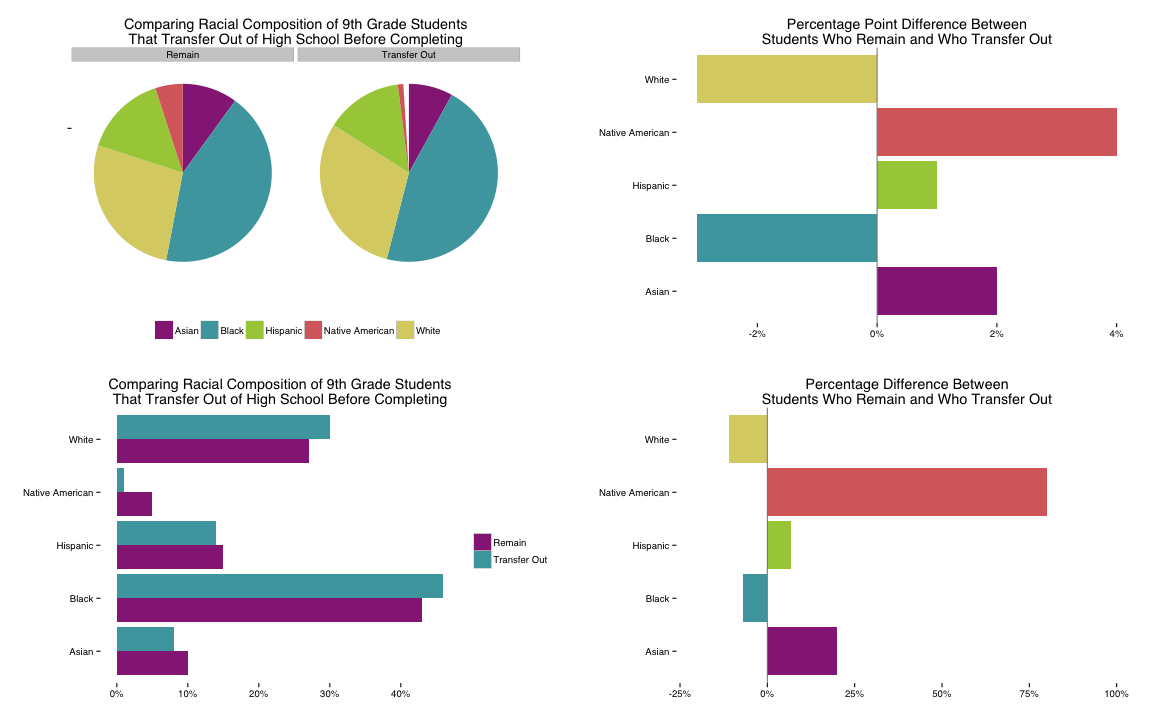 Comparing Racial Composition of 9th Grade Students
That Transfer Out of High School Before Completing
Remain
Transfer Out
Asian
Black
Hispanic
Native American
White
Percentage Point Difference Between
Students Who Remain and Who Transfer Out
White
Native American
Hispanic
Black
Asian
-2%
0%
2%
4%
Comparing Racial Composition of 9th Grade Students
That Transfer Out of High School Before Completing
White
Native American
Hispanic
Black
Asian
0%
10%
20%
30%
40%
Remain
Transfer Out
Percentage Difference Between
Students Who Remain and Who Transfer Out
White
Native American
Hispanic
Black
Asian
-25%
0%
25%
50%
75%
100%